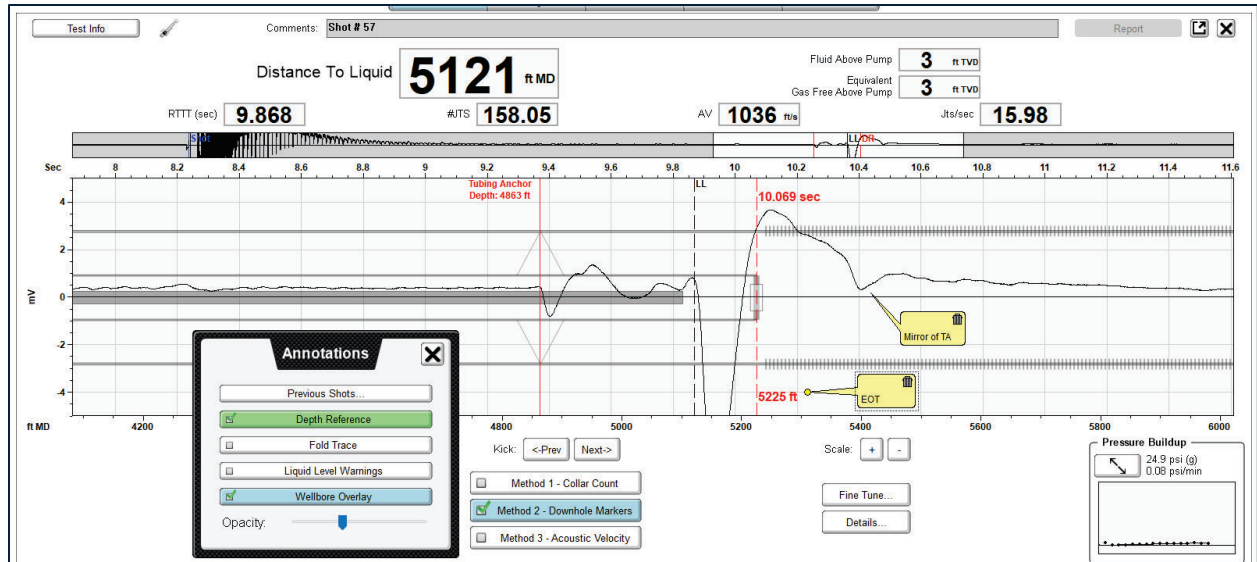 Test Info
Comments: Shot # 57
Report
Distance To Liquid 5121 ft MD
Fluid Above Pump 3 ft TVD
Equivalent
Gas Free Above Pump 3 ft TVD
RTTT (sec) 9.868 #JTS 158.05 AV 1036 ft/s Jts/sec 15.98
Shot LL DR
Sec 8 8.2 8.4 8.6 8.8 9 9.2 9.4 9.6 9.8 10 10.2 10.4 10.6 10.8 11 11.2 11.4 11.6
Tubing Anchor
Depth: 4863 ft
LL
10.069 sec
4
2
0
-2
-4
mV
Mirror of TA
EOT
5225 ft
ft MD 4200 4800 5000 5200 5400 5600 5800 6000
Annotations
Previous Shots...
Depth Reference
Fold Trace
Liquid Level Warnings
Wellbore Overlay
Opacity:
Kick: <-Prev Next->
Method 1 - Collar Count
Method 2 - Downhole Markers
Method 3 - Acoustic Velocity
Scale: + -
Fine Tune...
Details...
Pressure Buildup
24.9 psi (g)
0.08 psi/min